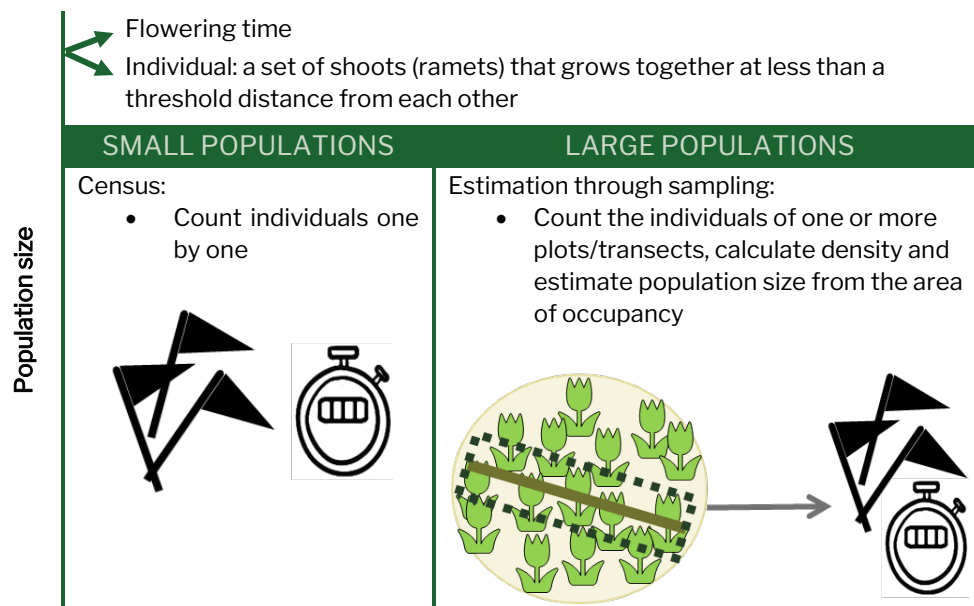 Flowering time
Individual: a set of shoots (ramets) that grows together at less than a
threshold distance from each other
SMALL POPULATIONS
LARGE POPULATIONS
Population size
Census:
• Count individuals one
by one
Estimation through sampling:
• Count the individuals of one or more
plots/transects, calculate density and
estimate population size from the area
of occupancy